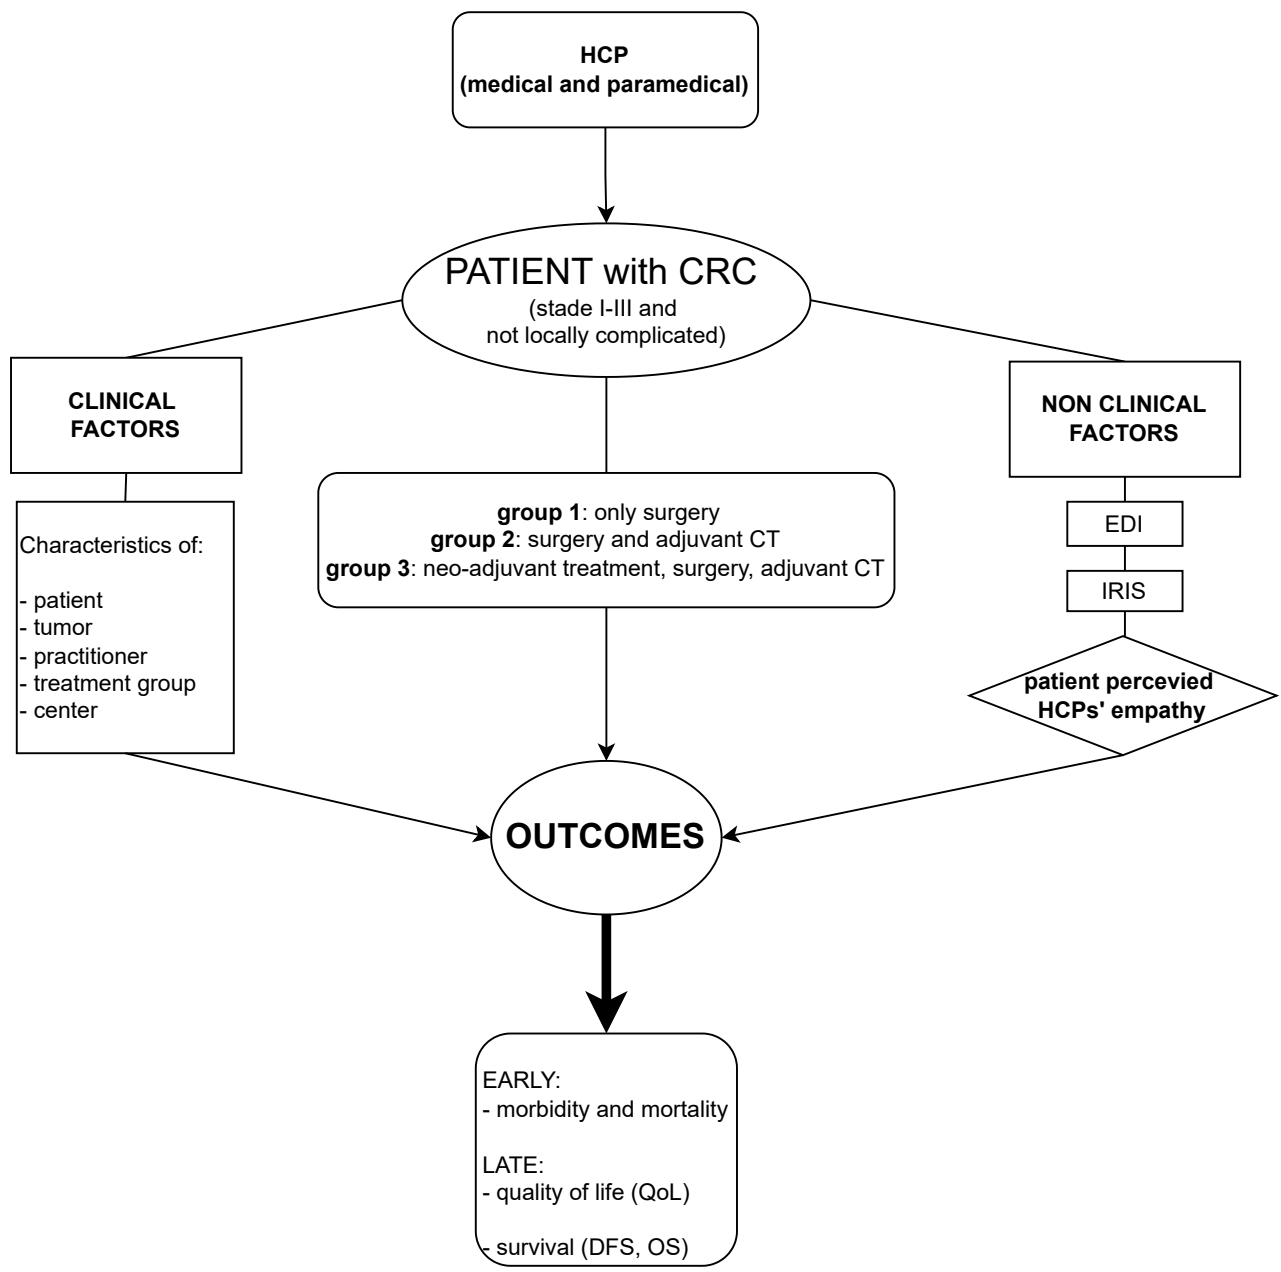 HCP
(medical and paramedical)
PATIENT with CRC
(stade I-III and
not locally complicated)
CLINICAL
FACTORS
NON CLINICAL
FACTORS
Characteristics of:
- patient
- tumor
- practitioner
- treatment group
- center
group 1: only surgery
group 2: surgery and adjuvant CT
group 3: neo-adjuvant treatment, surgery, adjuvant CT
EDI
IRIS
patient percevied
HCPs' empathy
OUTCOMES
EARLY:
- morbidity and mortality
LATE:
- quality of life (QoL)
- survival (DFS, OS)